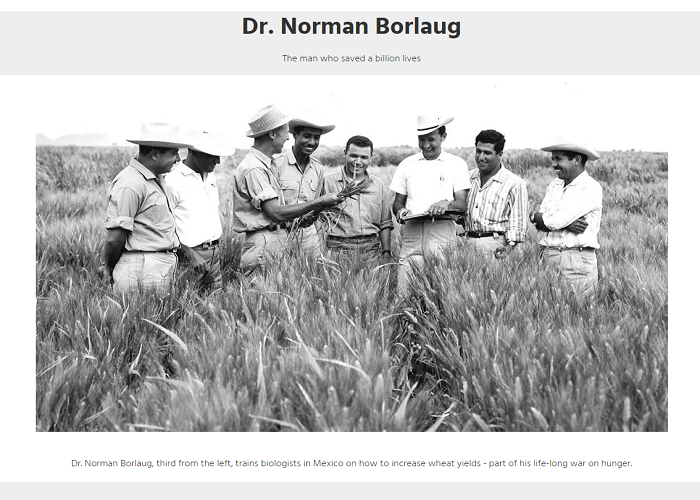 Dr. Norman Borlaug
The man who saved a billion lives
Dr. Norman Borlaug, third from the left, trains biologists in Mexico on how to increase wheat yields - part of his life-long war on hunger.